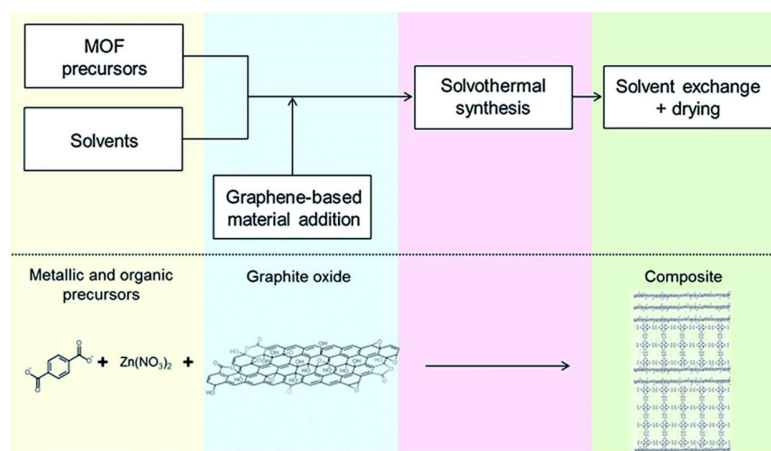 MOF
precursors
Solvents
Graphene-based
material addition
Solvothermal
synthesis
Solvent exchange
+ drying
Metallic and organic
precursors
Graphite oxide
Composite
+ Zn(NO₃)₂ +